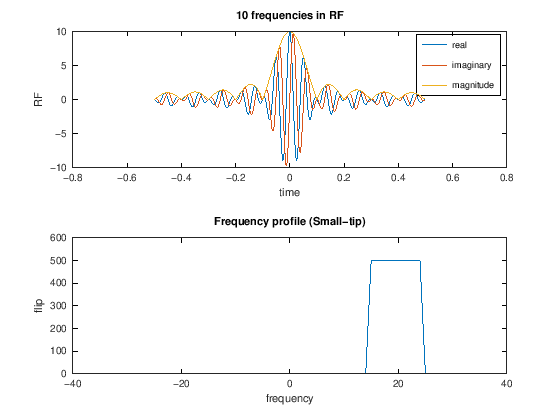 10 frequencies in RF
10
5
0
−5
−10
RF
real
imaginary
magnitude
−0.8 −0.6 −0.4 −0.2 0 0.2 0.4 0.6 0.8
time
Frequency profile (Small−tip)
600
500
400
300
200
100
0
flip
−40 −20 0 20 40
frequency